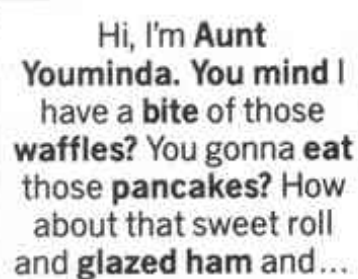 Hi, I'm Aunt
Youminda. You mind I
have a bite of those
waffles? You gonna eat
those pancakes? How
about that sweet roll
and glazed ham and...